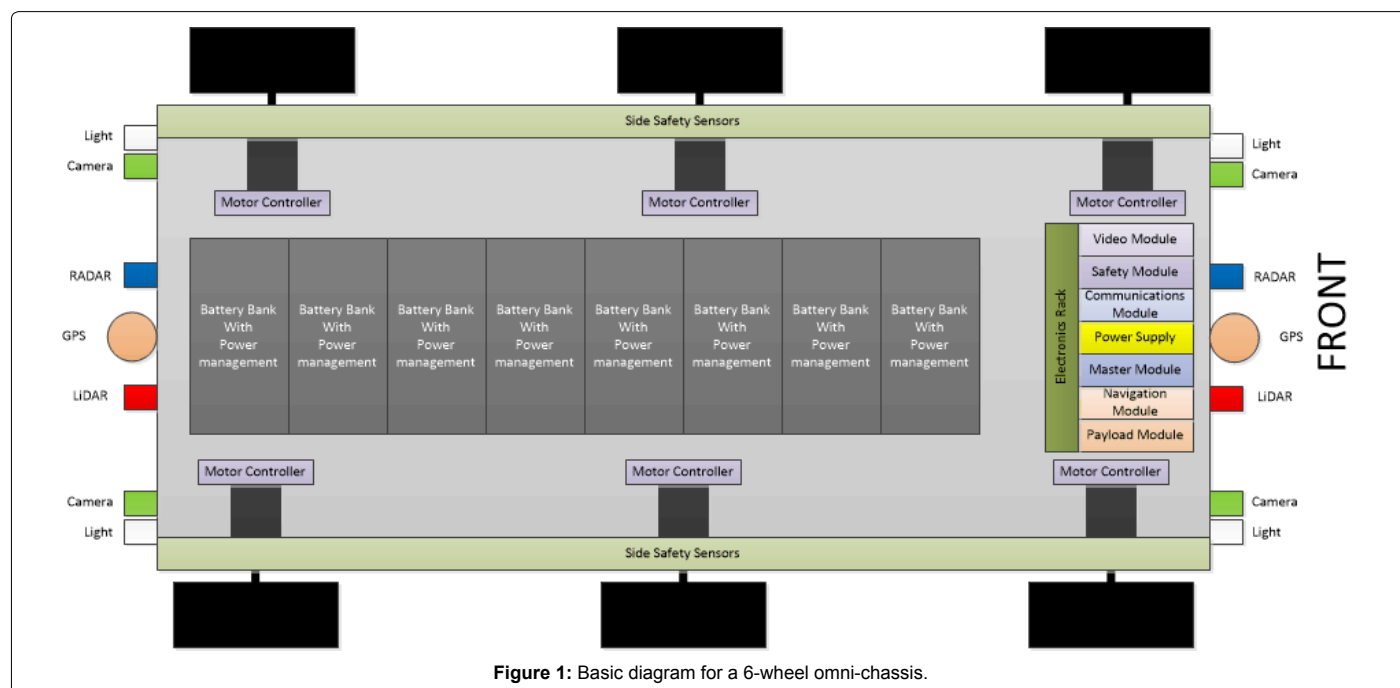 Side Safety Sensors
Light
Camera
Light
Camera
Motor Controller
Motor Controller
Motor Controller
RADAR
GPS
LiDAR
Battery Bank
With
Power
management
Battery Bank
With
Power
management
Battery Bank
With
Power
management
Battery Bank
With
Power
management
Battery Bank
With
Power
management
Battery Bank
With
Power
management
Battery Bank
With
Power
management
Battery Bank
With
Power
management
Electronics Rack
Video Module
Safety Module
Communications
Module
Power Supply
Master Module
Navigation
Module
Payload Module
RADAR
GPS
LiDAR
FRONT
Motor Controller
Motor Controller
Motor Controller
Camera
Light
Camera
Light
Side Safety Sensors
Figure 1: Basic diagram for a 6-wheel omni-chassis.